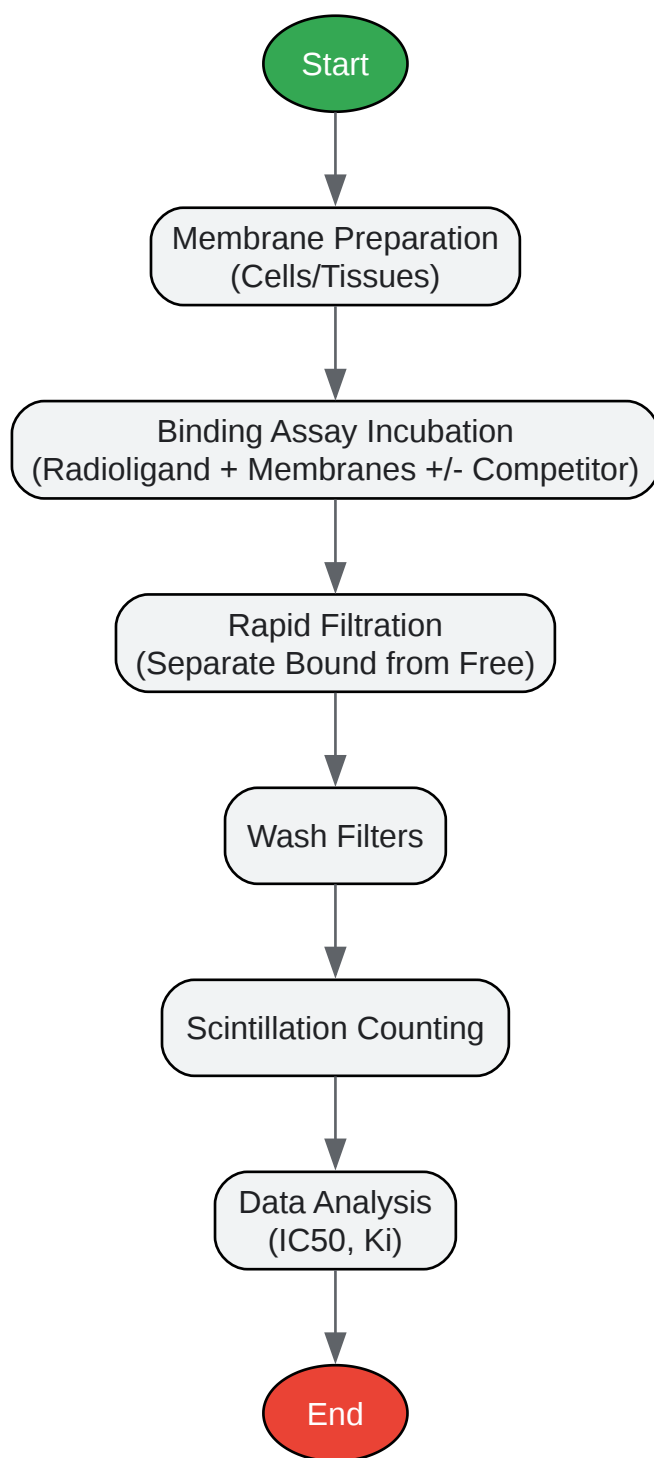 Start
Membrane Preparation
(Cells/Tissues)
Binding Assay Incubation
(Radioligand + Membranes +/- Competitor)
Rapid Filtration
(Separate Bound from Free)
Wash Filters
Scintillation Counting
Data Analysis
(IC50, Ki)
End